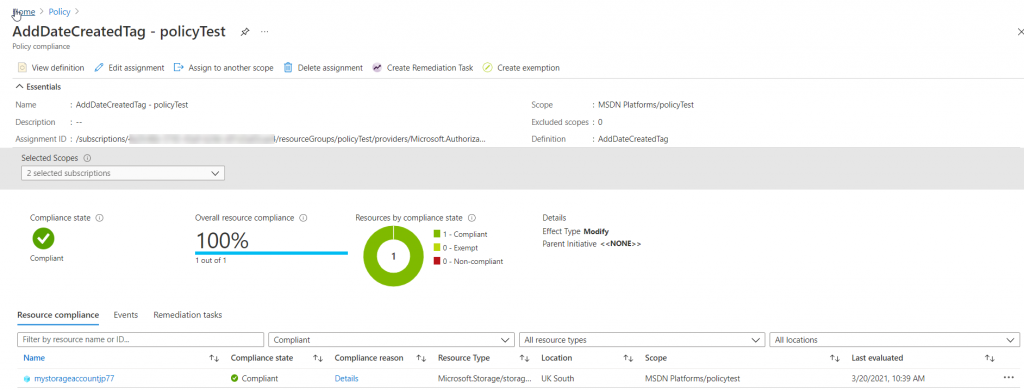 Home > Policy >
AddDateCreatedTag - policyTest
Policy compliance
View definition Edit assignment Assign to another scope Delete assignment Create Remediation Task Create exemption
Essentials
Name : AddDateCreatedTag - policyTest Scope : MSDN Platforms/policyTest
Description : -- Excluded scopes : 0
Assignment ID : /subscriptions/ /resourceGroups/policyTest/providers/Microsoft.Authoriza... Definition : AddDateCreatedTag
Selected Scopes
2 selected subscriptions
Compliance state Overall resource compliance Resources by compliance state Details
Compliant 100% 1 1 - Compliant Effect Type Modify
1 out of 1 0 - Exempt Parent Initiative <<NONE>>
0 - Non-compliant
Resource compliance Events Remediation tasks
Filter by resource name or ID... Compliant All resource types All locations
Name Compliance state Compliance reason Resource Type Location Scope Last evaluated
mystorageaccountjp77 Compliant Details Microsoft.Storage/storag... UK South MSDN Platforms/policytest 3/20/2021, 10:39 AM ...